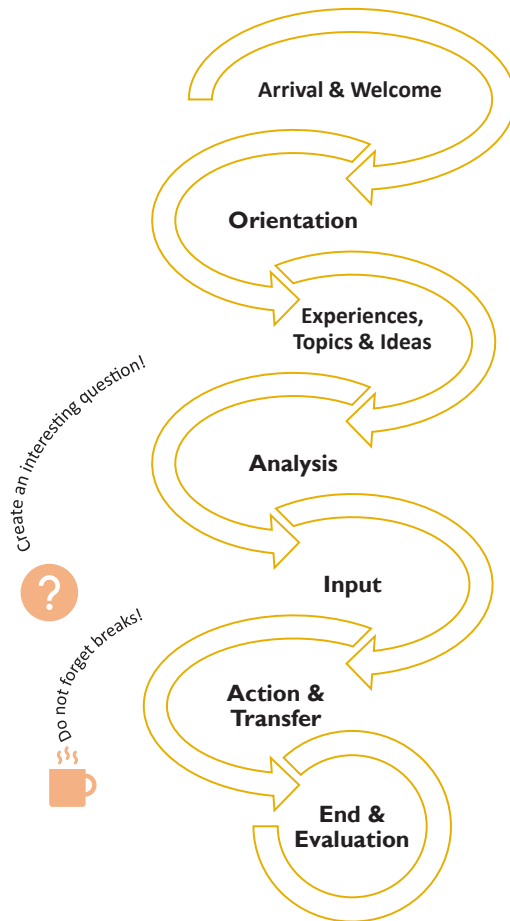 Arrival & Welcome
Orientation
Experiences,
Topics & Ideas
Create an interesting question!
Analysis
?
Input
Do not forget breaks!
Action &
Transfer
End &
Evaluation